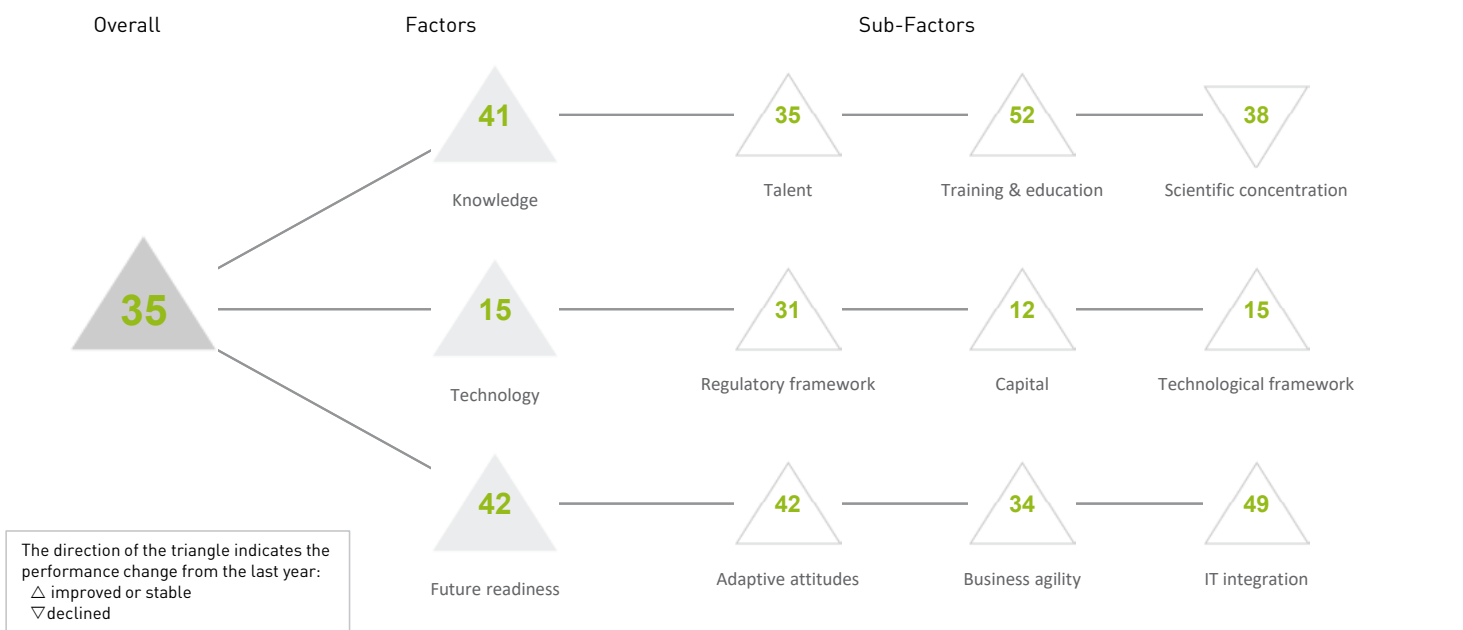 Overall Factors Sub-Factors
41 35 52 38
Knowledge Talent Training & education Scientific concentration
35 15 31 12 15
Technology Regulatory framework Capital Technological framework
42 42 34 49
Future readiness Adaptive attitudes Business agility IT integration
The direction of the triangle indicates the
performance change from the last year:
△ improved or stable
▽ declined